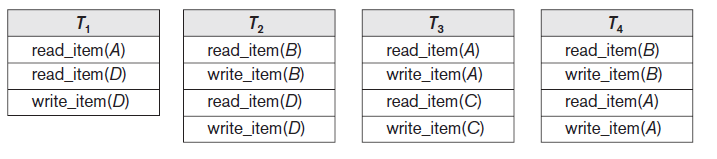 T1 T2 T3 T4
read_item(A) read_item(B) read_item(A) read_item(B)
read_item(D) write_item(B) write_item(A) write_item(B)
write_item(D) read_item(D) read_item(C) read_item(A)
write_item(D) write_item(C) write_item(A)